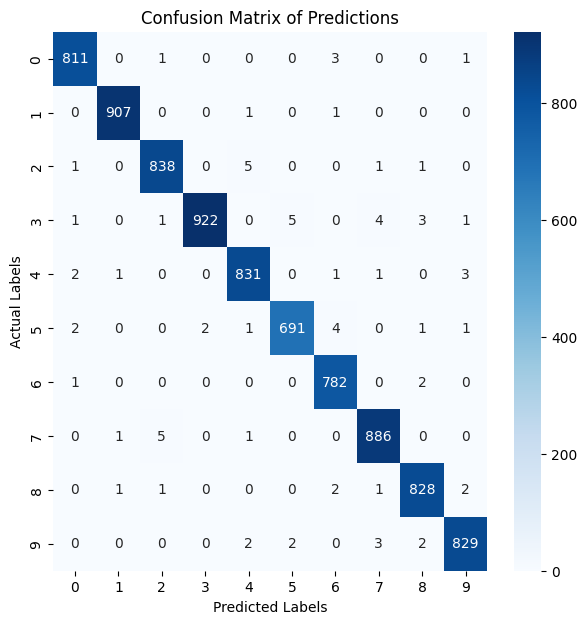 Confusion Matrix of Predictions
0 811 0 1 0 0 0 3 0 0 1
1 0 907 0 0 1 0 1 0 0 0
2 1 0 838 0 5 0 0 1 1 0
3 1 0 1 922 0 5 0 4 3 1
4 2 1 0 0 831 0 1 1 0 3
5 2 0 0 2 1 691 4 0 1 1
6 1 0 0 0 0 0 782 0 2 0
7 0 1 5 0 1 0 0 886 0 0
8 0 1 1 0 0 0 2 1 828 2
9 0 0 0 0 2 2 0 3 2 829
0 1 2 3 4 5 6 7 8 9
Predicted Labels
Actual Labels
800
600
400
200
0